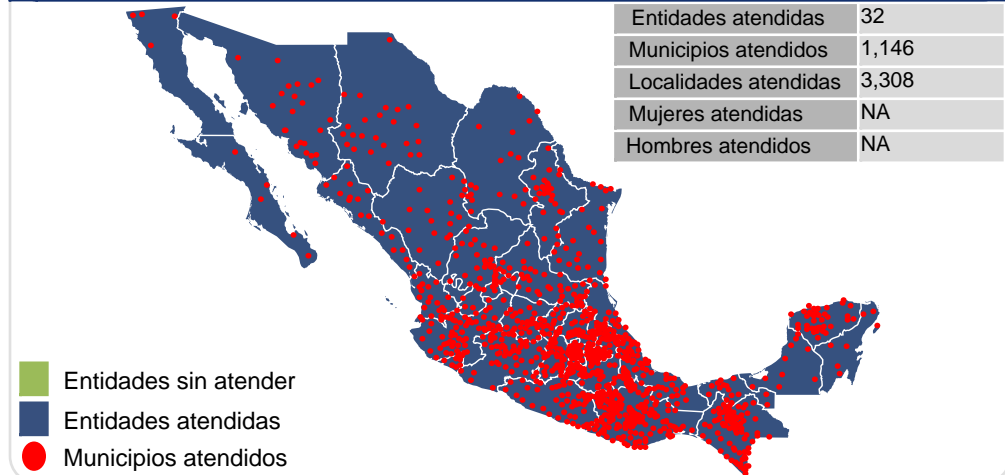 Entidades atendidas 32
Municipios atendidos 1,146
Localidades atendidas 3,308
Mujeres atendidas NA
Hombres atendidos NA
Entidades sin atender
Entidades atendidas
Municipios atendidos